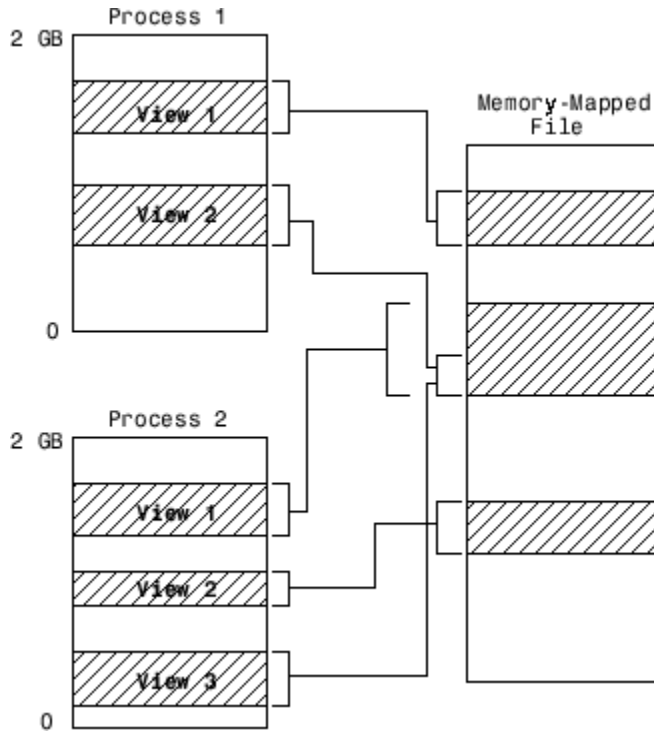 Process 1
2 GB
View 1
View 2
0
Memory-Mapped
File
Process 2
2 GB
View 1
View 2
View 3
0